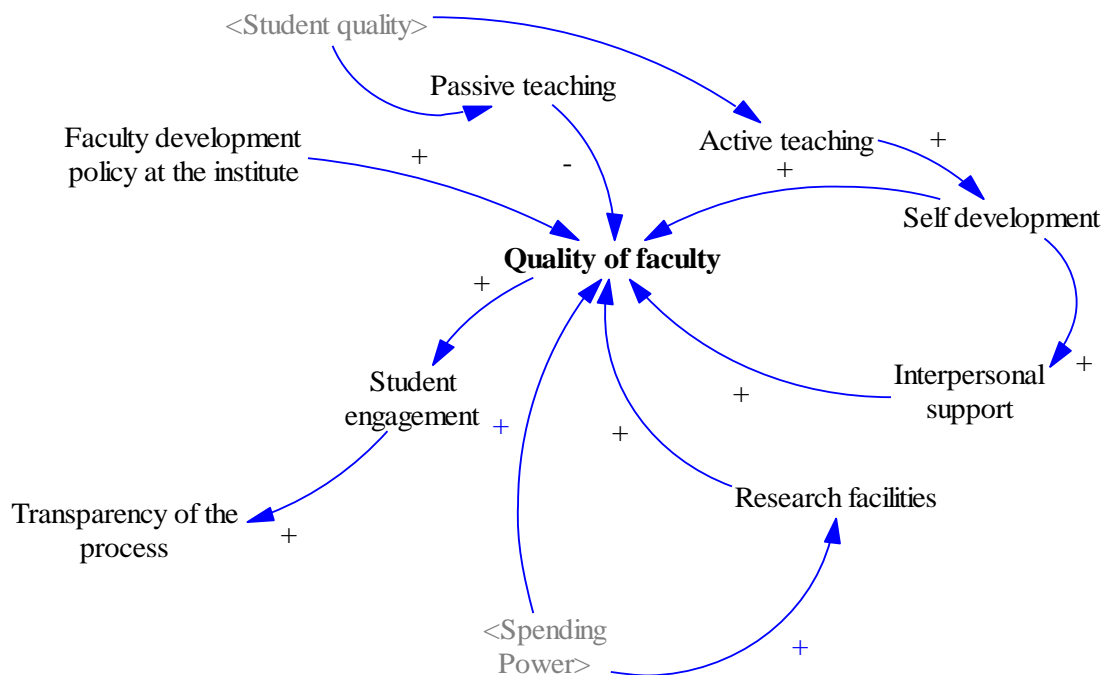 <Student quality>
Passive teaching
Faculty development
policy at the institute
+
-
Active teaching
+
+
Self development
Quality of faculty
+
Student
engagement
+
+
+
Interpersonal
support
+
Research facilities
Transparency of the
process
+
<Spending
Power>
+